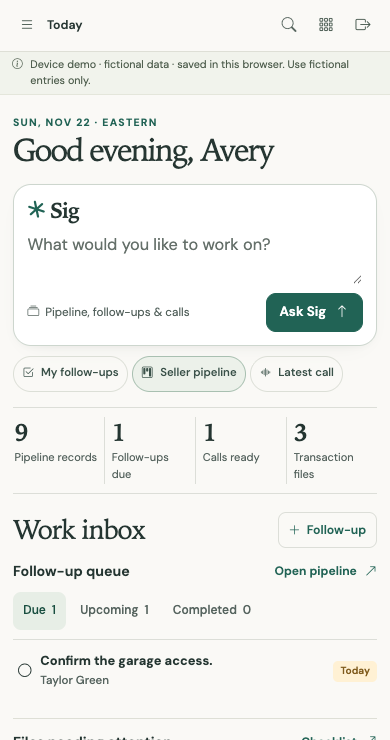 Today
Device demo · fictional data · saved in this browser. Use fictional
entries only.
SUN, NOV 22 · EASTERN
Good evening, Avery
Sig
What would you like to work on?
Pipeline, follow-ups & calls
Ask Sig
My follow-ups
Seller pipeline
Latest call
9
Pipeline records
1
Follow-ups
due
1
Calls ready
3
Transaction
files
Work inbox
Follow-up
Follow-up queue
Open pipeline
Due 1
Upcoming 1
Completed 0
Confirm the garage access.
Taylor Green
Today
Files needing attention
Checklist